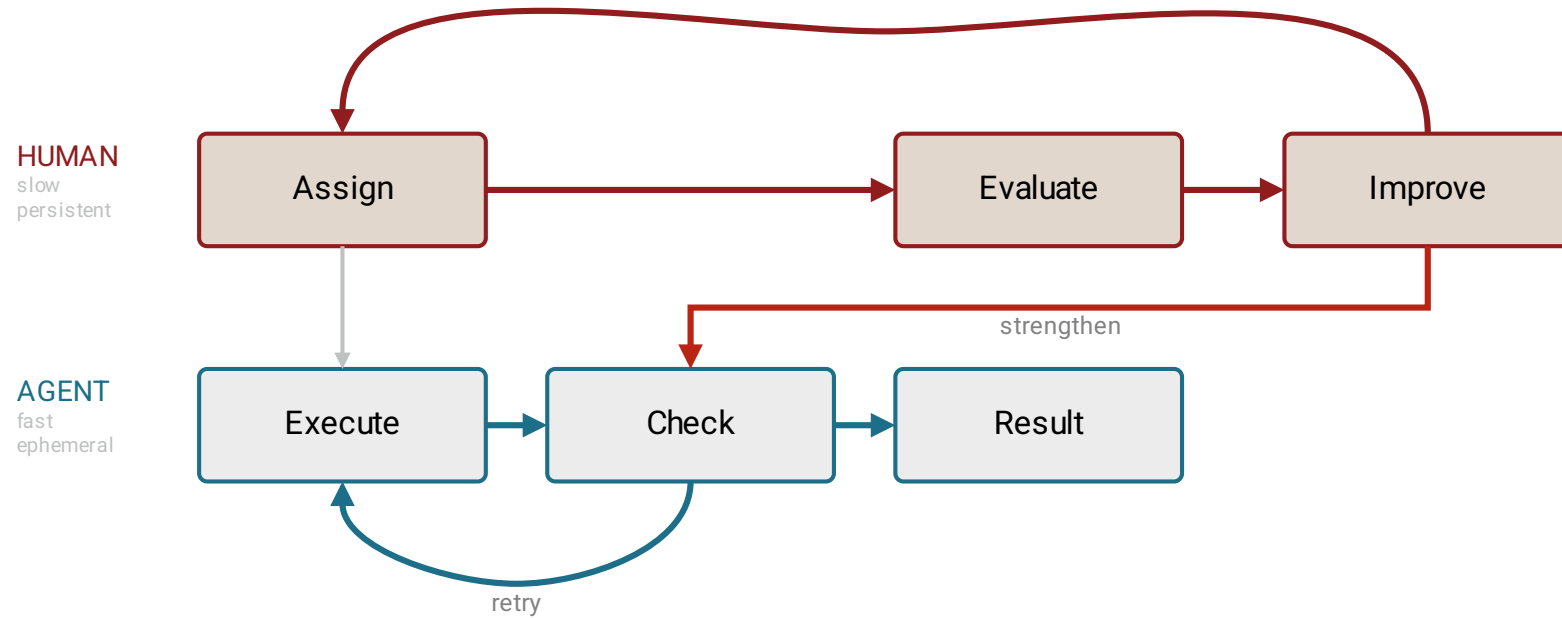 HUMAN
slow
persistent
Assign
Evaluate
Improve
strengthen
AGENT
fast
ephemeral
Execute
Check
Result
retry